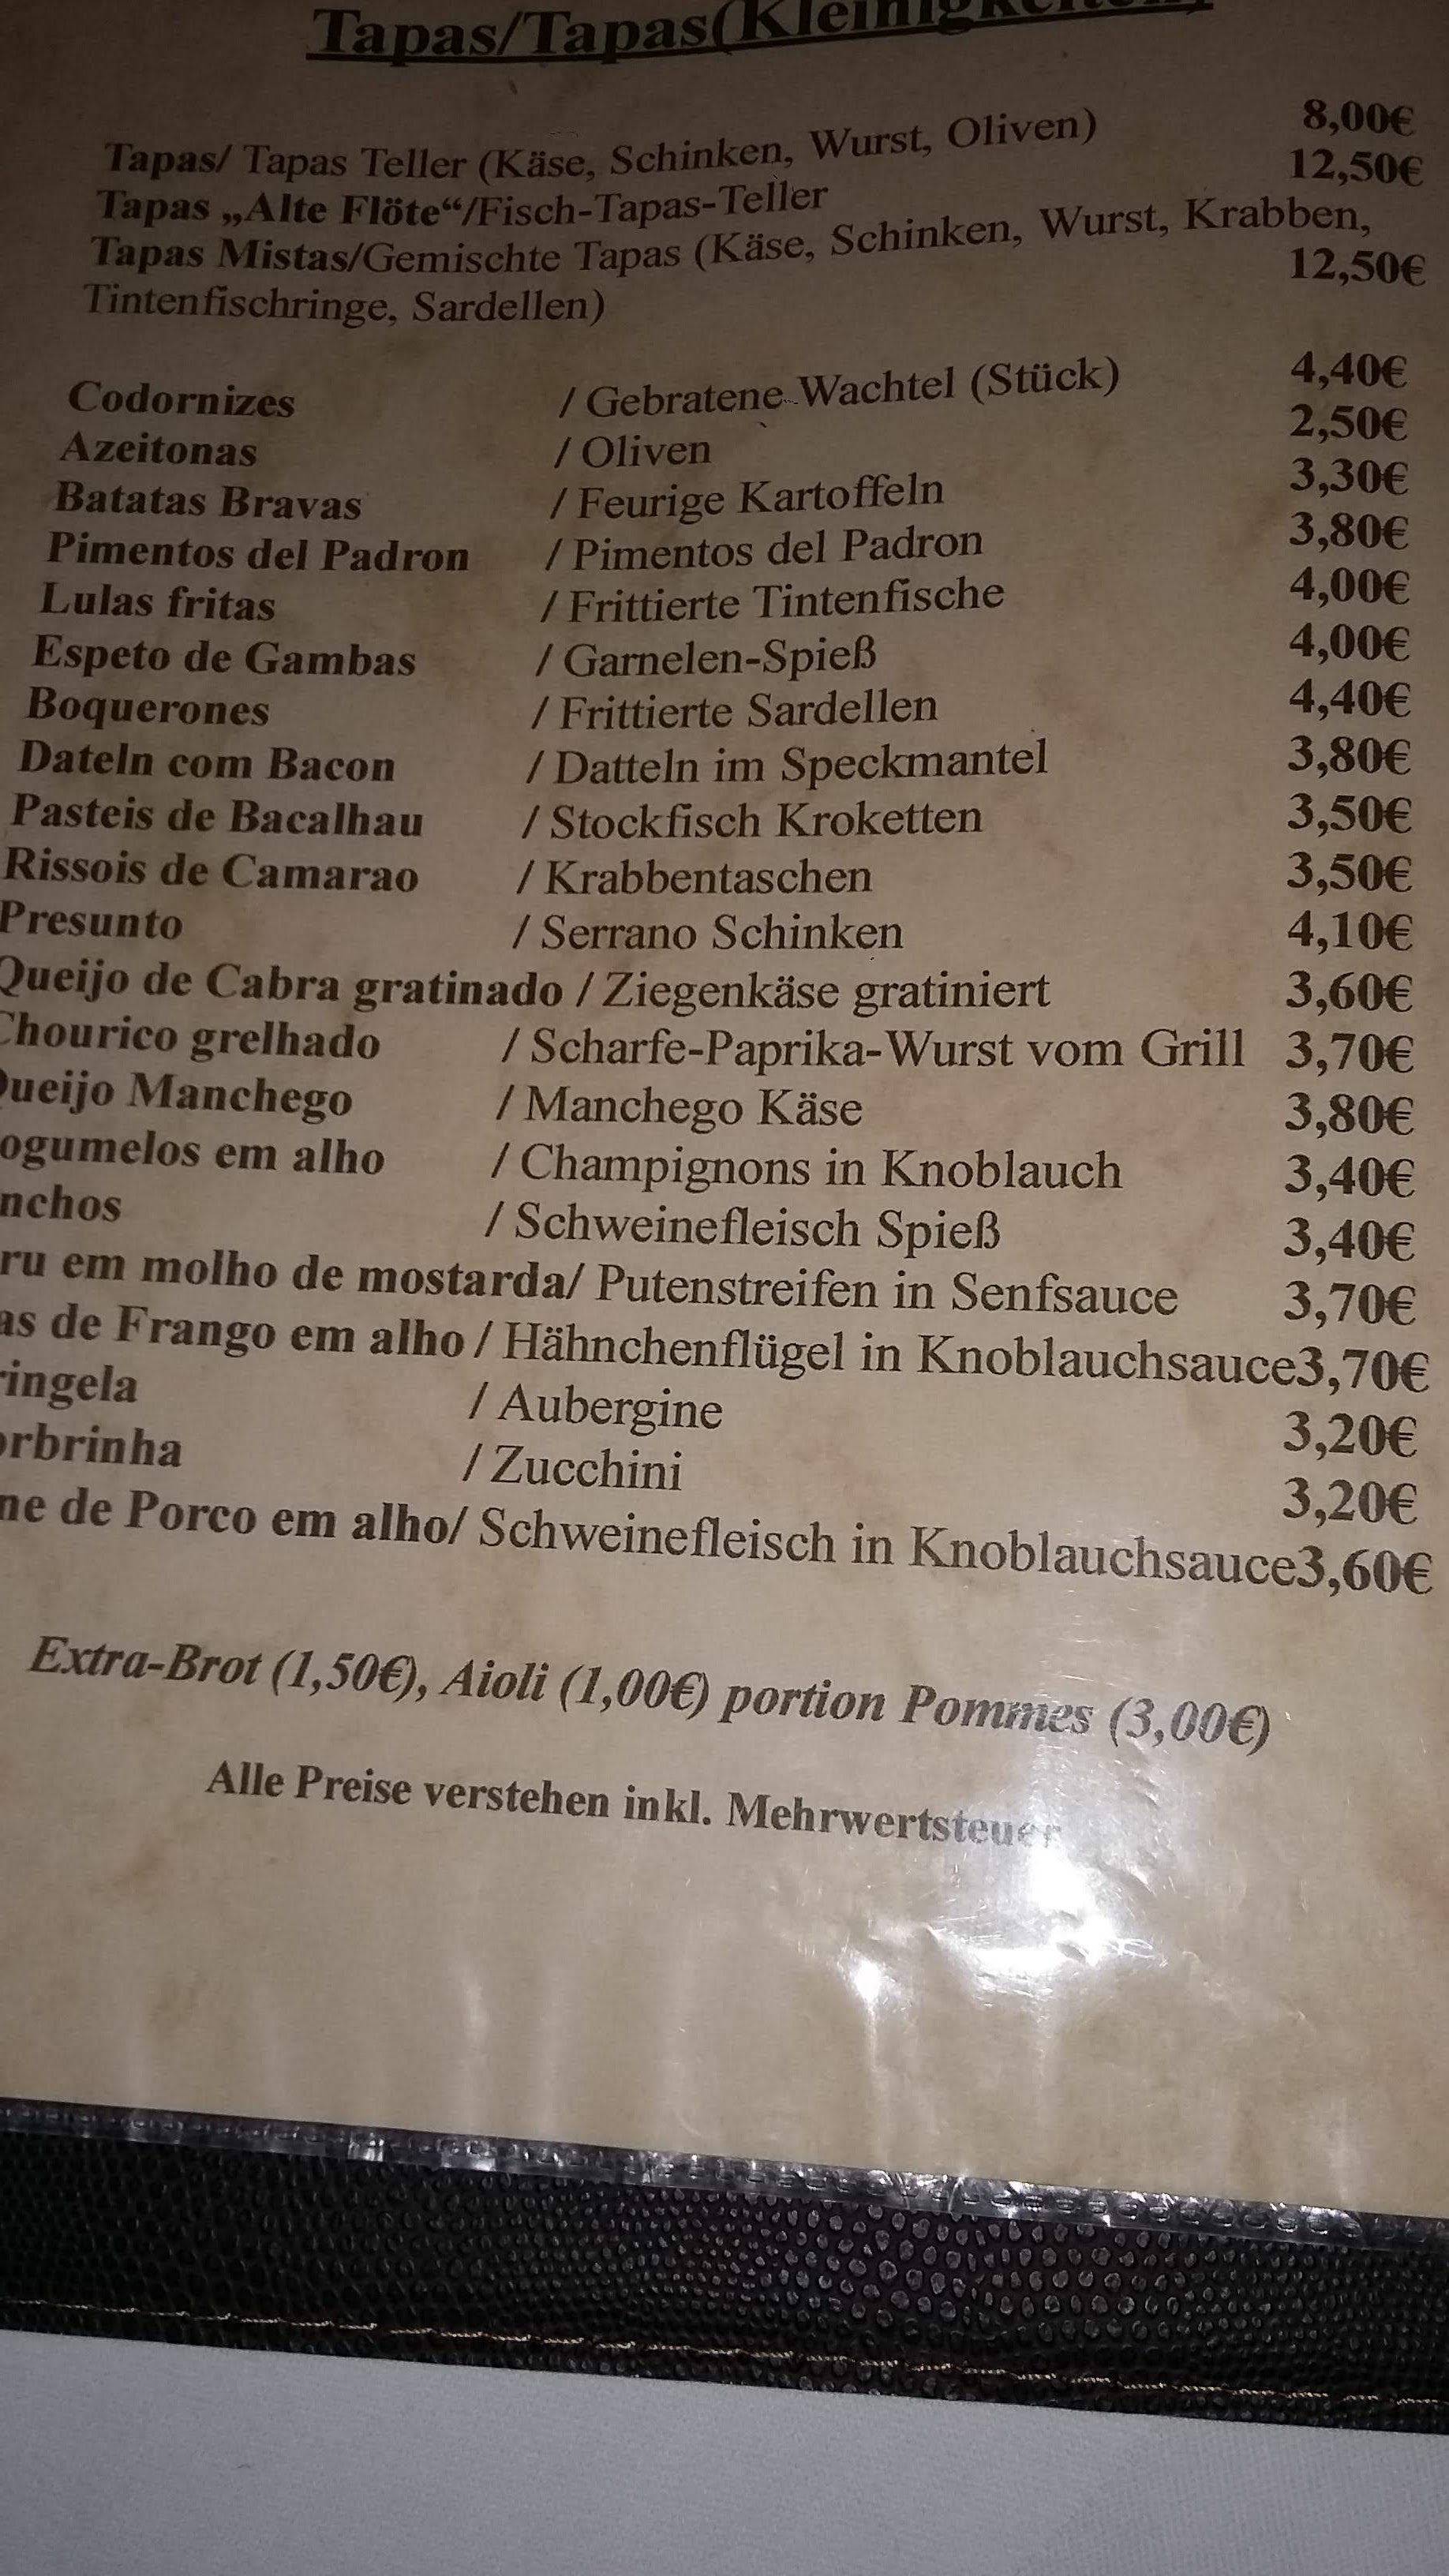 Tapas/Tapas(Kleinigkeiten)
Tapas/ Tapas Teller (Käse, Schinken, Wurst, Oliven) 8,00€
Tapas „Alte Flöte“/Fisch-Tapas-Teller 12,50€
Tapas Mistas/Gemischte Tapas (Käse, Schinken, Wurst, Krabben,
Tintenfischringe, Sardellen) 12,50€
Codornizes / Gebratene Wachtel (Stück) 4,40€
Azeitonas / Oliven 2,50€
Batatas Bravas / Feurige Kartoffeln 3,30€
Pimentos del Padron / Pimentos del Padron 3,80€
Lulas fritas / Frittierte Tintenfische 4,00€
Espeto de Gambas / Garnelen-Spieß 4,00€
Boquerones / Frittierte Sardellen 4,40€
Dateln com Bacon / Datteln im Speckmantel 3,80€
Pasteis de Bacalhau / Stockfisch Kroketten 3,50€
Rissois de Camarao / Krabbentaschen 3,50€
Presunto / Serrano Schinken 4,10€
Queijo de Cabra gratinado / Ziegenkäse gratiniert 3,60€
Chourico grelhado / Scharfe-Paprika-Wurst vom Grill 3,70€
Queijo Manchego / Manchego Käse 3,80€
ogumelos em alho / Champignons in Knoblauch 3,40€
nchos / Schweinefleisch Spieß 3,40€
ru em molho de mostarda/ Putenstreifen in Senfsauce 3,70€
as de Frango em alho / Hähnchenflügel in Knoblauchsauce3,70€
ringela / Aubergine 3,20€
orbrinha / Zucchini 3,20€
ne de Porco em alho/ Schweinefleisch in Knoblauchsauce3,60€
Extra-Brot (1,50€), Aioli (1,00€) portion Pommes (3,00€)
Alle Preise verstehen inkl. Mehrwertsteuer